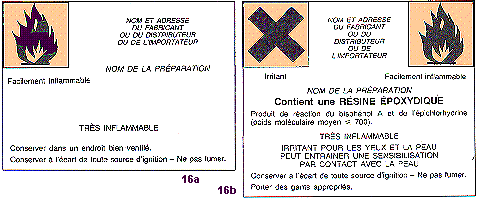 NOM ET ADRESSE
DU FABRICANT
OU DU DISTRIBUTEUR
OU DE L'IMPORTATEUR
NOM DE LA PRÉPARATION
Facilement inflammable
TRÈS INFLAMMABLE
Conserver dans un endroit bien ventilé.
Conserver à l'écart de toute source d'ignition – Ne pas fumer.
16a
NOM ET ADRESSE
DU FABRICANT
OU DU
DISTRIBUTEUR
OU DE
L'IMPORTATEUR
Irritant
Facilement inflammable
NOM DE LA PRÉPARATION
Contient une RÉSINE ÉPOXYDIQUE
Produit de réaction du bisphénol A et de l'épichlorhydrine
(poids moléculaire moyen < 700).
TRÈS INFLAMMABLE
IRRITANT POUR LES YEUX ET LA PEAU
PEUT ENTRAINER UNE SENSIBILISATION
PAR CONTACT AVEC LA PEAU
Conserver à l'écart de toute source d'ignition – Ne pas fumer.
Porter des gants appropriés.
16b